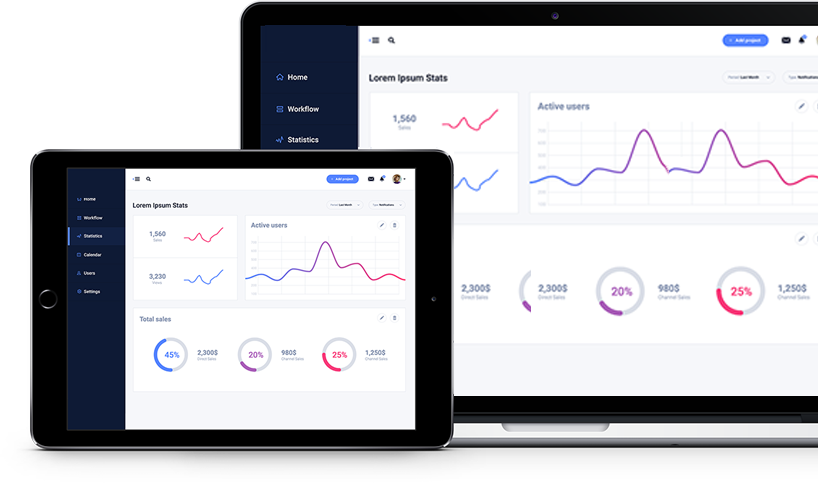 + Add project
Home
Lorem Ipsum Stats
Period: Last Month
Type: Notifications
Workflow
1,560
Sales
Active users
Statistics
2,300$
Direct Sales
2,300$
Direct Sales
20%
980$
Channel Sales
25%
1,250$
Channel Sales
+ Add project
Home
Lorem Ipsum Stats
Period: Last Month
Type: Notifications
Workflow
1,560
Sales
Active users
Statistics
Calendar
Users
3,230
Views
Settings
Total sales
45%
2,300$
Direct Sales
20%
980$
Channel Sales
25%
1,250$
Channel Sales